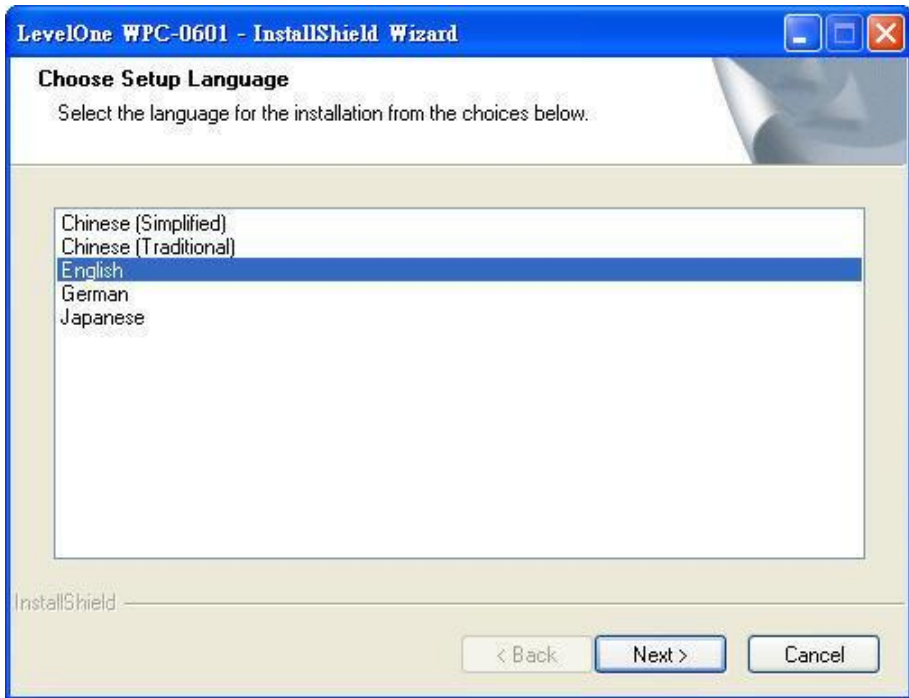 LevelOne WPC-0601 - InstallShield Wizard
Choose Setup Language
Select the language for the installation from the choices below.
Chinese (Simplified)
Chinese (Traditional)
English
German
Japanese
InstallShield
< Back
Next >
Cancel